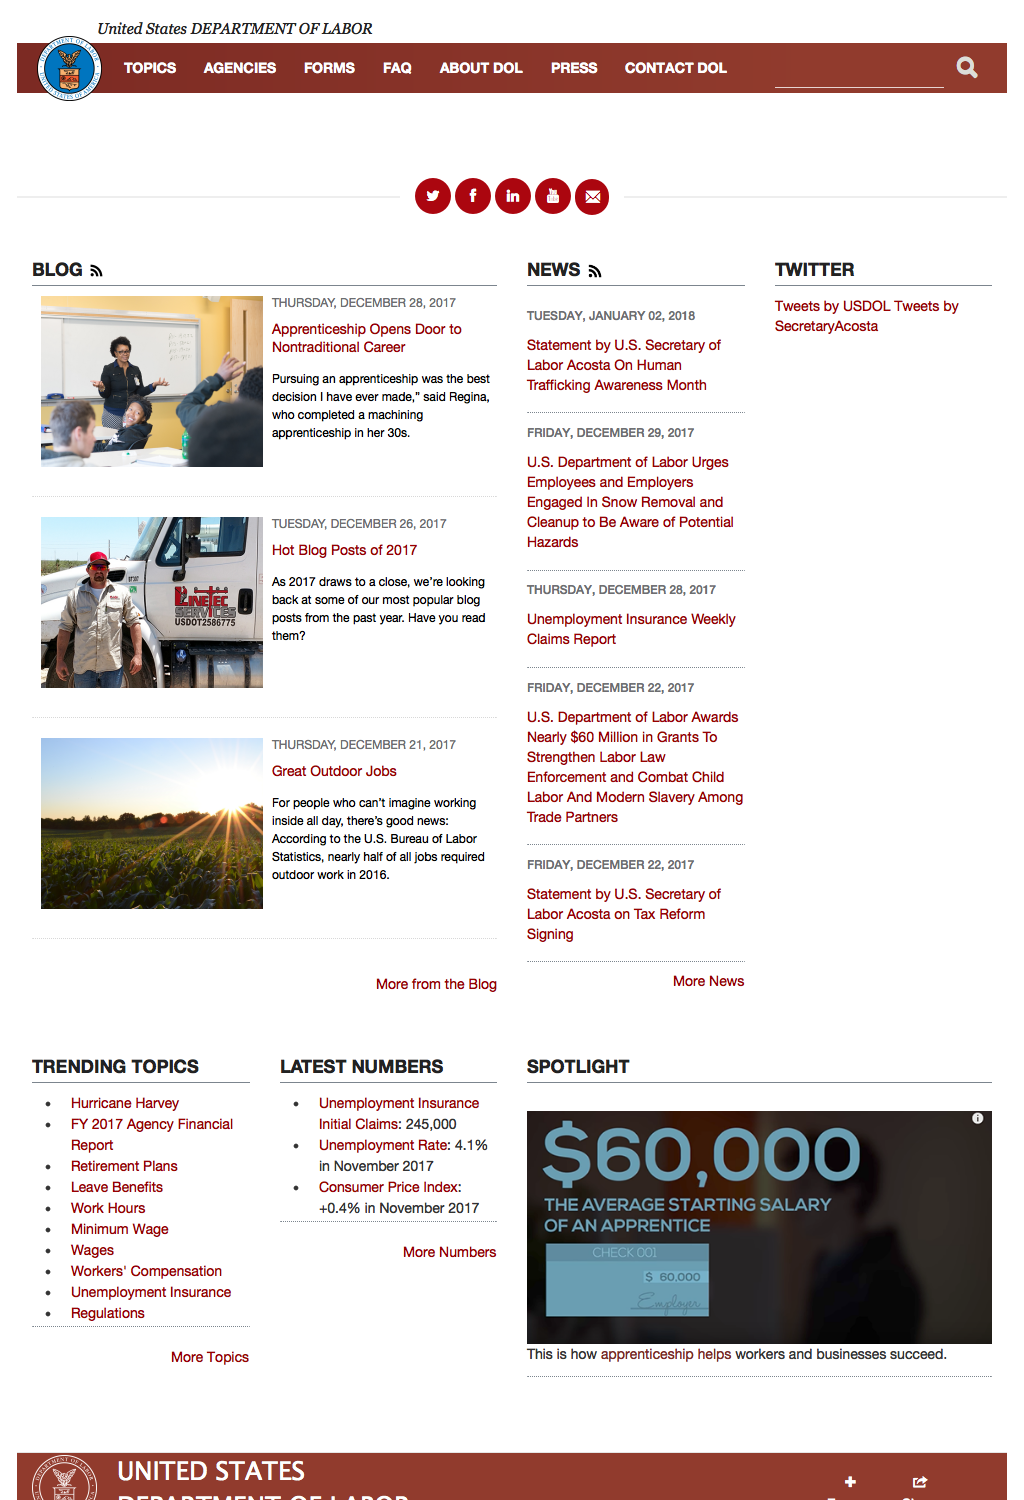 United States DEPARTMENT OF LABOR
TOPICS AGENCIES FORMS FAQ ABOUT DOL PRESS CONTACT DOL
BLOG
THURSDAY, DECEMBER 28, 2017
Apprenticeship Opens Door to
Nontraditional Career
Pursuing an apprenticeship was the best
decision I have ever made,” said Regina,
who completed a machining
apprenticeship in her 30s.
TUESDAY, DECEMBER 26, 2017
Hot Blog Posts of 2017
As 2017 draws to a close, we’re looking
back at some of our most popular blog
posts from the past year. Have you read
them?
LINETEC
SERVICES
USDOT2586775
THURSDAY, DECEMBER 21, 2017
Great Outdoor Jobs
For people who can’t imagine working
inside all day, there’s good news:
According to the U.S. Bureau of Labor
Statistics, nearly half of all jobs required
outdoor work in 2016.
More from the Blog
NEWS
TUESDAY, JANUARY 02, 2018
Statement by U.S. Secretary of
Labor Acosta On Human
Trafficking Awareness Month
FRIDAY, DECEMBER 29, 2017
U.S. Department of Labor Urges
Employees and Employers
Engaged In Snow Removal and
Cleanup to Be Aware of Potential
Hazards
THURSDAY, DECEMBER 28, 2017
Unemployment Insurance Weekly
Claims Report
FRIDAY, DECEMBER 22, 2017
U.S. Department of Labor Awards
Nearly $60 Million in Grants To
Strengthen Labor Law
Enforcement and Combat Child
Labor And Modern Slavery Among
Trade Partners
FRIDAY, DECEMBER 22, 2017
Statement by U.S. Secretary of
Labor Acosta on Tax Reform
Signing
More News
TWITTER
Tweets by USDOL Tweets by
SecretaryAcosta
TRENDING TOPICS
Hurricane Harvey
FY 2017 Agency Financial
Report
Retirement Plans
Leave Benefits
Work Hours
Minimum Wage
Wages
Workers' Compensation
Unemployment Insurance
Regulations
More Topics
LATEST NUMBERS
Unemployment Insurance
Initial Claims: 245,000
Unemployment Rate: 4.1%
in November 2017
Consumer Price Index:
+0.4% in November 2017
More Numbers
SPOTLIGHT
$60,000
THE AVERAGE STARTING SALARY
OF AN APPRENTICE
CHECK 001
$ 60,000
Employer
This is how apprenticeship helps workers and businesses succeed.
UNITED STATES
DEPARTMENT OF LABOR